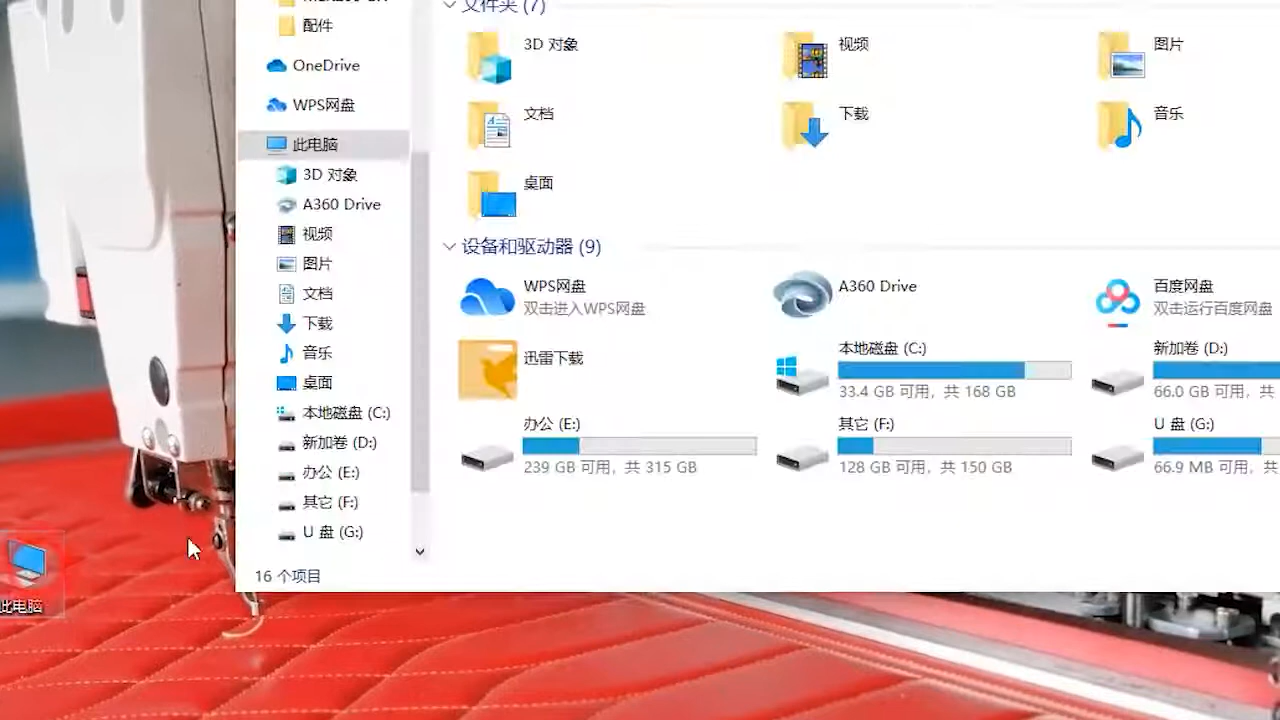 配件
OneDrive
WPS网盘
此电脑
3D 对象
A360 Drive
视频
图片
文档
下载
音乐
桌面
本地磁盘 (C:)
新加卷 (D:)
办公 (E:)
其它 (F:)
U 盘 (G:)
16 个项目
文件夹 (7)
3D 对象
视频
图片
文档
下载
音乐
桌面
设备和驱动器 (9)
WPS网盘
双击进入WPS网盘
A360 Drive
百度网盘
双击运行百度网盘
迅雷下载
本地磁盘 (C:)
33.4 GB 可用，共 168 GB
新加卷 (D:)
66.0 GB 可用，共
办公 (E:)
239 GB 可用，共 315 GB
其它 (F:)
128 GB 可用，共 150 GB
U 盘 (G:)
66.9 MB 可用，共
此电脑